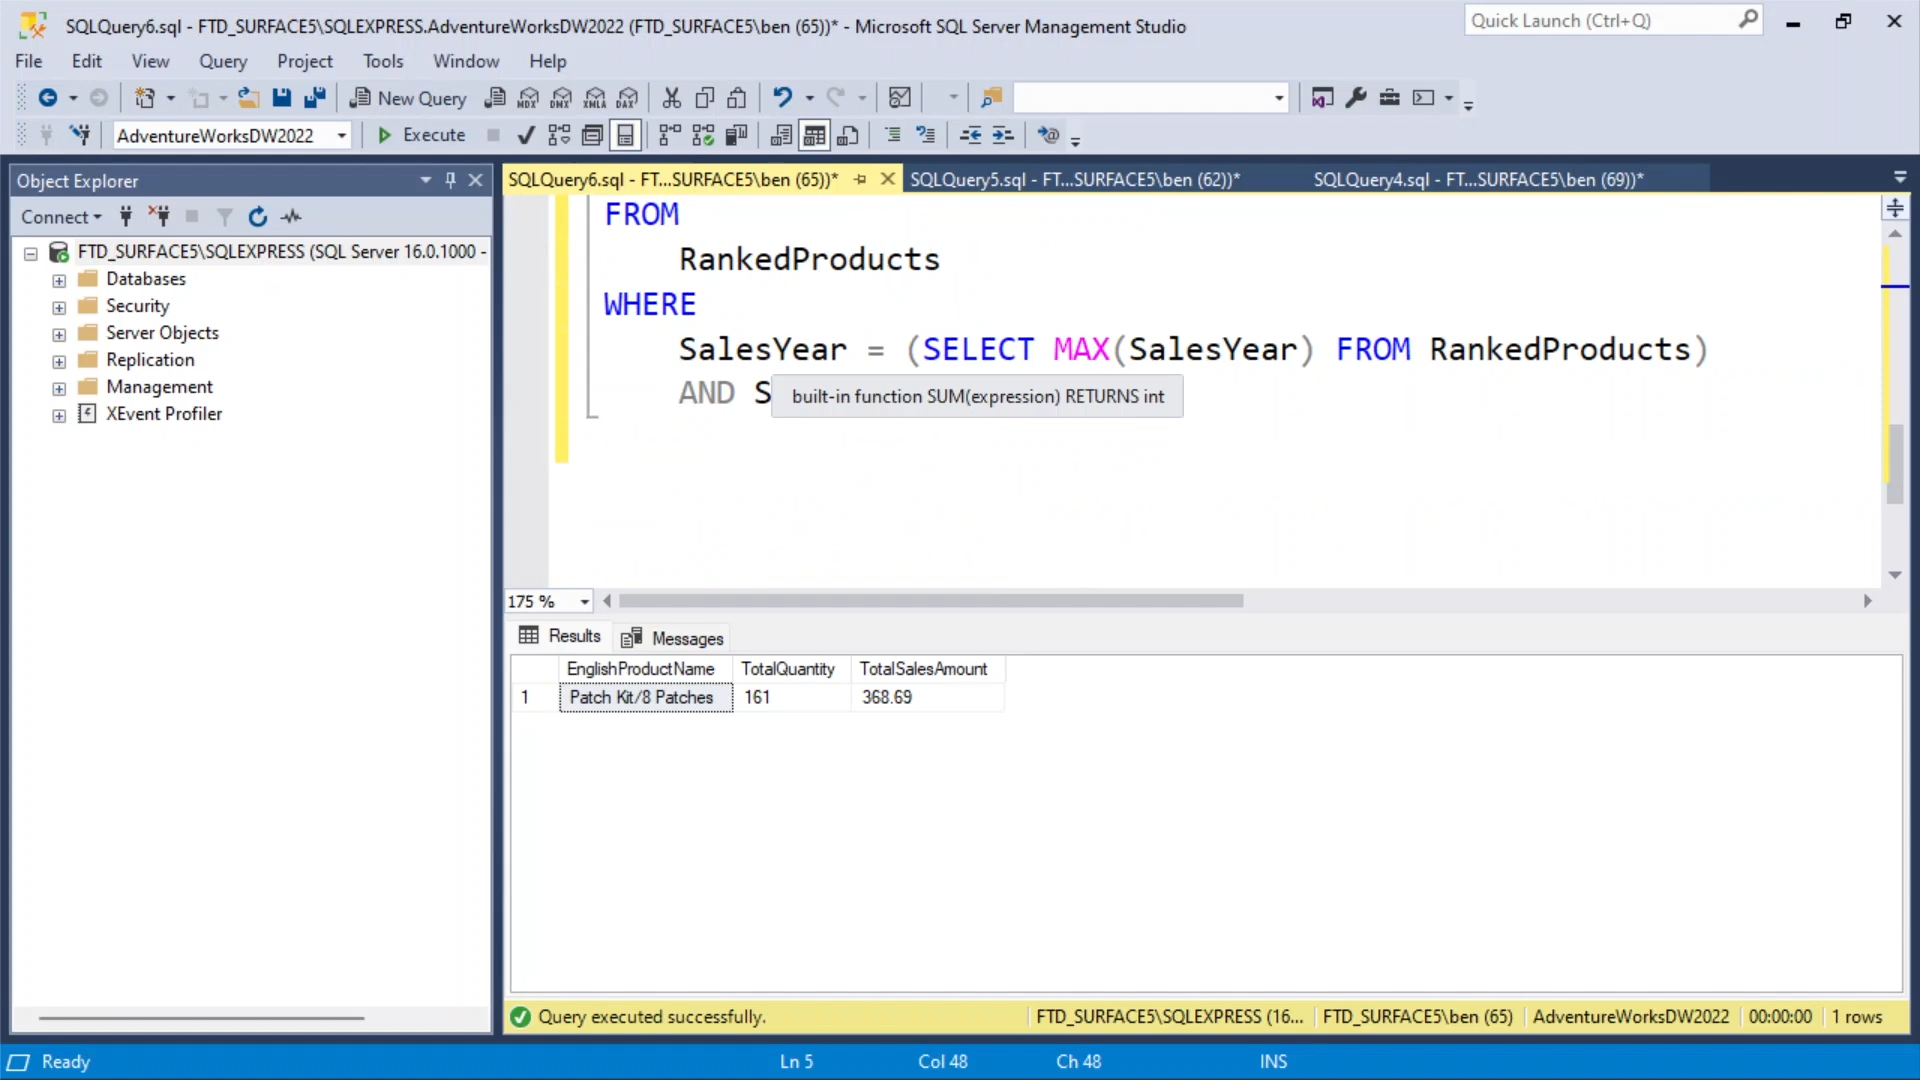 SQLQuery6.sql - FTD_SURFACE5\SQLEXPRESS.AdventureWorksDW2022 (FTD_SURFACE5\ben (65))* - Microsoft SQL Server Management Studio
Quick Launch (Ctrl+Q)
File Edit View Query Project Tools Window Help
New Query
MDX DMX XMLA DAX
AdventureWorksDW2022
Execute
Object Explorer
SQLQuery6.sql - FT...SURFACE5\ben (65))*
SQLQuery5.sql - FT...SURFACE5\ben (62))*
SQLQuery4.sql - FT...SURFACE5\ben (69))*
Connect
FTD_SURFACE5\SQLEXPRESS (SQL Server 16.0.1000 -
Databases
Security
Server Objects
Replication
Management
XEvent Profiler
FROM
RankedProducts
WHERE
SalesYear = (SELECT MAX(SalesYear) FROM RankedProducts)
AND S
built-in function SUM(expression) RETURNS int
175 %
Results Messages
EnglishProductName TotalQuantity TotalSalesAmount
1 Patch Kit/8 Patches 161 368.69
Query executed successfully.
FTD_SURFACE5\SQLEXPRESS (16... FTD_SURFACE5\ben (65) AdventureWorksDW2022 00:00:00 1 rows
Ready Ln 5 Col 48 Ch 48 INS